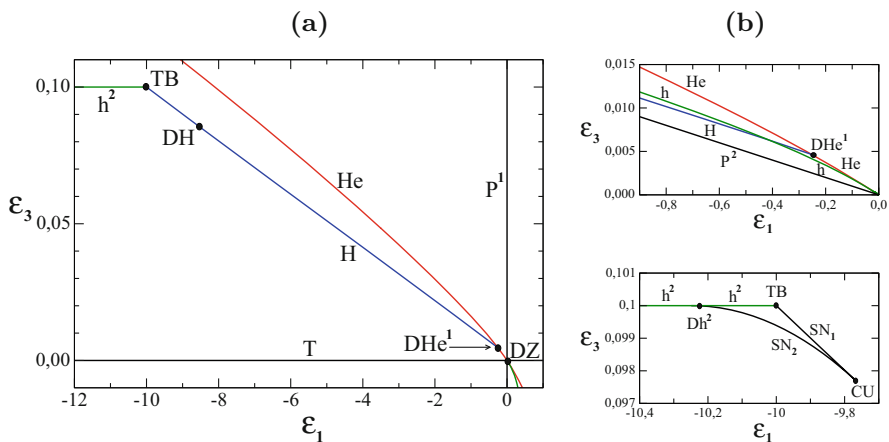 (a)
0,10
0,05
0,00
ε₃
-12
-10
-8
-6
-4
-2
0
2
ε₁
h²
TB
DH
He
H
P¹
T
DHe¹
DZ
(b)
0,015
0,010
0,005
0,000
ε₃
-0,8
-0,6
-0,4
-0,2
0,0
ε₁
He
h
H
P²
DHe¹
He
h
0,101
0,1
0,099
0,098
0,097
ε₃
-10,4
-10,2
-10
-9,8
ε₁
h²
h²
TB
Dh²
SN₁
SN₂
CU